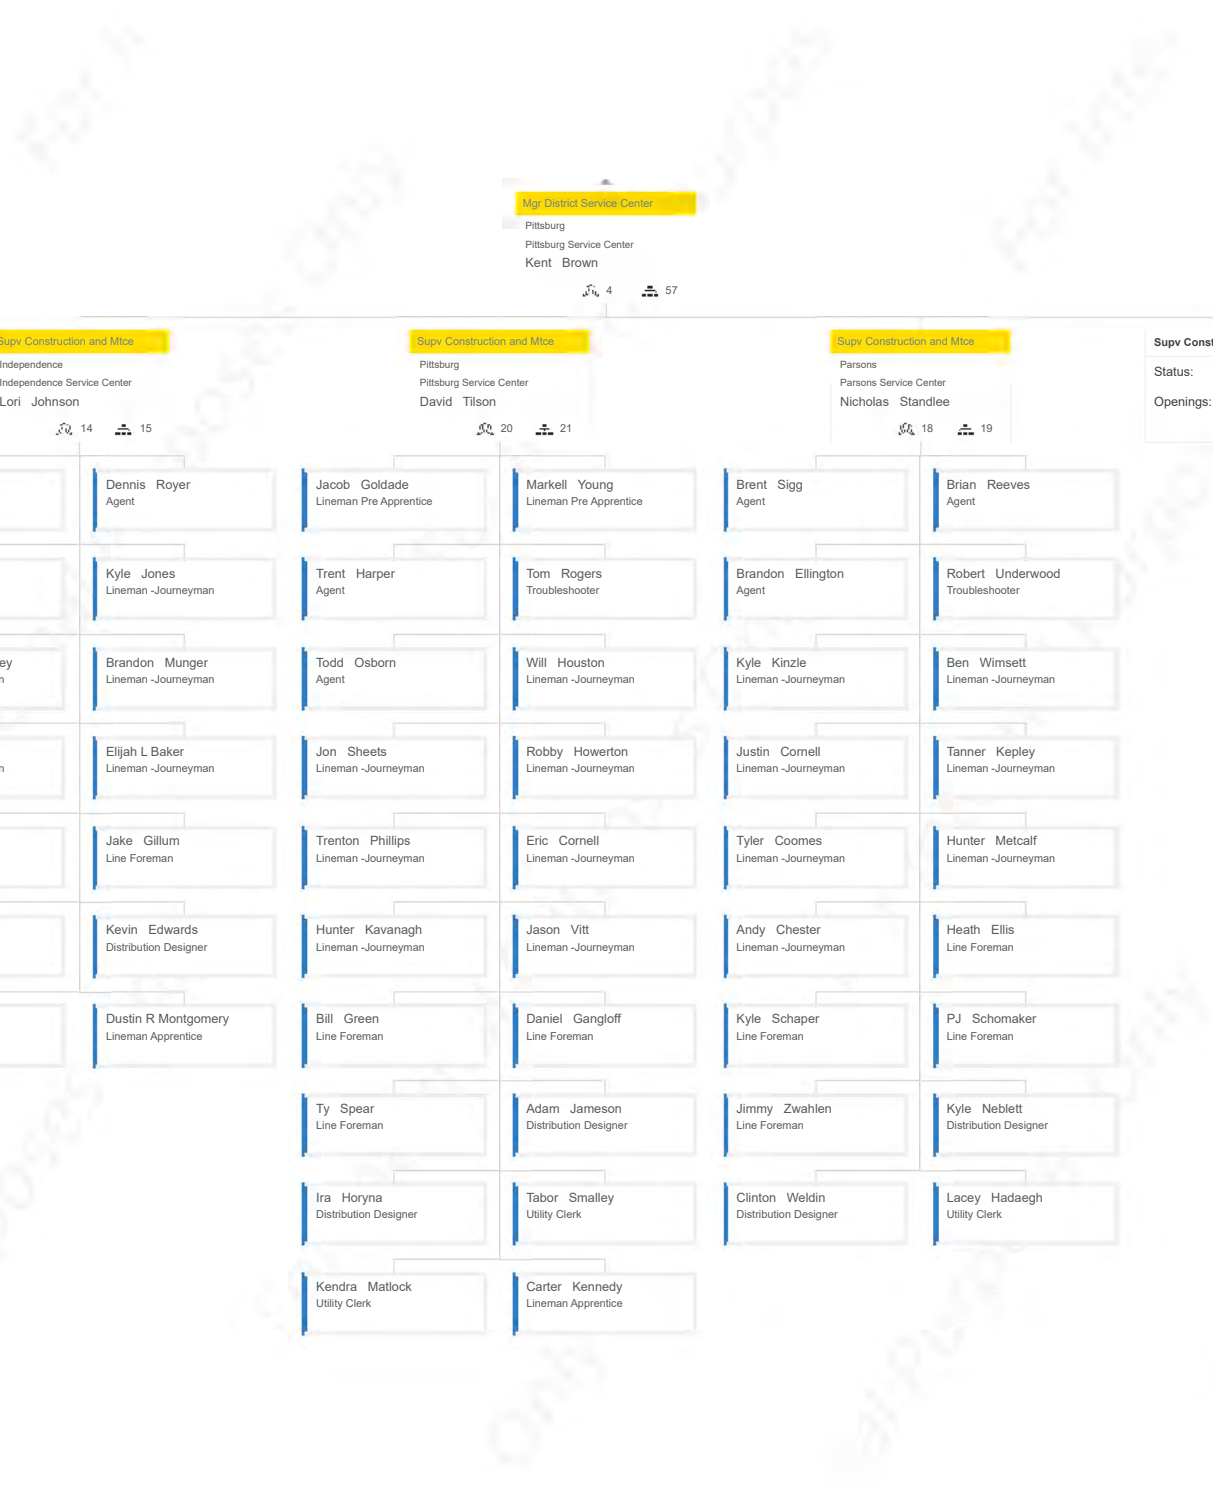 Mgr District Service Center
Pittsburg
Pittsburg Service Center
Kent Brown
4 57
Supv Construction and Mtce
Independence
Independence Service Center
Lori Johnson
14 15
Supv Construction and Mtce
Pittsburg
Pittsburg Service Center
David Tilson
20 21
Supv Construction and Mtce
Parsons
Parsons Service Center
Nicholas Standlee
18 19
Supv Const
Status:
Openings:
Dennis Royer
Agent
Kyle Jones
Lineman -Journeyman
ey
n
Brandon Munger
Lineman -Journeyman
n
Elijah L Baker
Lineman -Journeyman
Jake Gillum
Line Foreman
Kevin Edwards
Distribution Designer
Dustin R Montgomery
Lineman Apprentice
Jacob Goldade
Lineman Pre Apprentice
Markell Young
Lineman Pre Apprentice
Trent Harper
Agent
Tom Rogers
Troubleshooter
Todd Osborn
Agent
Will Houston
Lineman -Journeyman
Jon Sheets
Lineman -Journeyman
Robby Howerton
Lineman -Journeyman
Trenton Phillips
Lineman -Journeyman
Eric Cornell
Lineman -Journeyman
Hunter Kavanagh
Lineman -Journeyman
Jason Vitt
Lineman -Journeyman
Bill Green
Line Foreman
Daniel Gangloff
Line Foreman
Ty Spear
Line Foreman
Adam Jameson
Distribution Designer
Ira Horyna
Distribution Designer
Tabor Smalley
Utility Clerk
Kendra Matlock
Utility Clerk
Carter Kennedy
Lineman Apprentice
Brent Sigg
Agent
Brian Reeves
Agent
Brandon Ellington
Agent
Robert Underwood
Troubleshooter
Kyle Kinzle
Lineman -Journeyman
Ben Wimsett
Lineman -Journeyman
Justin Cornell
Lineman -Journeyman
Tanner Kepley
Lineman -Journeyman
Tyler Coomes
Lineman -Journeyman
Hunter Metcalf
Lineman -Journeyman
Andy Chester
Lineman -Journeyman
Heath Ellis
Line Foreman
Kyle Schaper
Line Foreman
PJ Schomaker
Line Foreman
Jimmy Zwahlen
Line Foreman
Kyle Neblett
Distribution Designer
Clinton Weldin
Distribution Designer
Lacey Hadaegh
Utility Clerk